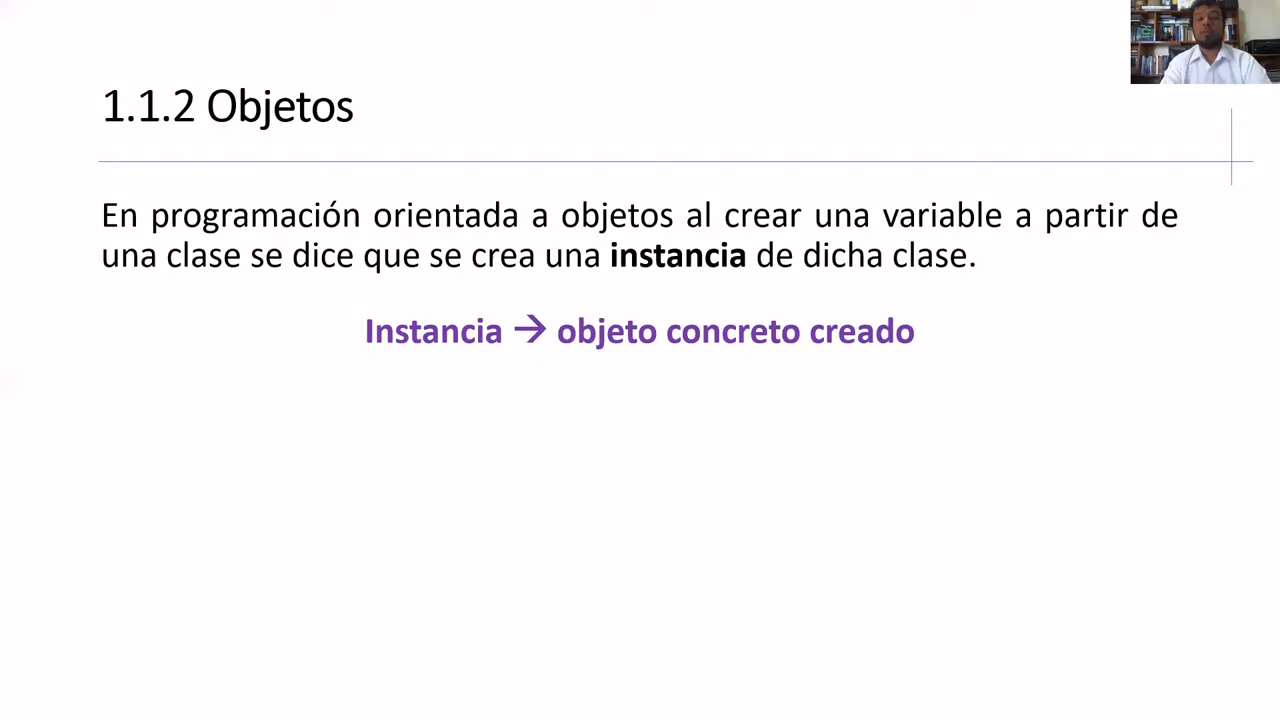 1.1.2 Objetos
En programación orientada a objetos al crear una variable a partir de
una clase se dice que se crea una instancia de dicha clase.
Instancia → objeto concreto creado